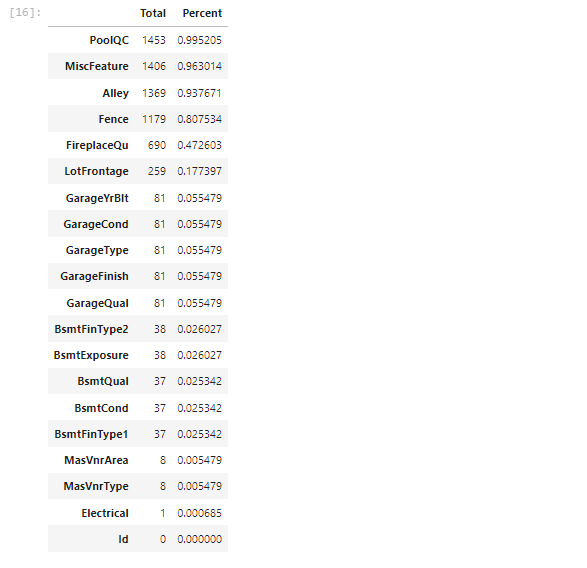 [16]:
Total Percent
PoolQC 1453 0.995205
MiscFeature 1406 0.963014
Alley 1369 0.937671
Fence 1179 0.807534
FireplaceQu 690 0.472603
LotFrontage 259 0.177397
GarageYrBlt 81 0.055479
GarageCond 81 0.055479
GarageType 81 0.055479
GarageFinish 81 0.055479
GarageQual 81 0.055479
BsmtFinType2 38 0.026027
BsmtExposure 38 0.026027
BsmtQual 37 0.025342
BsmtCond 37 0.025342
BsmtFinType1 37 0.025342
MasVnrArea 8 0.005479
MasVnrType 8 0.005479
Electrical 1 0.000685
Id 0 0.000000